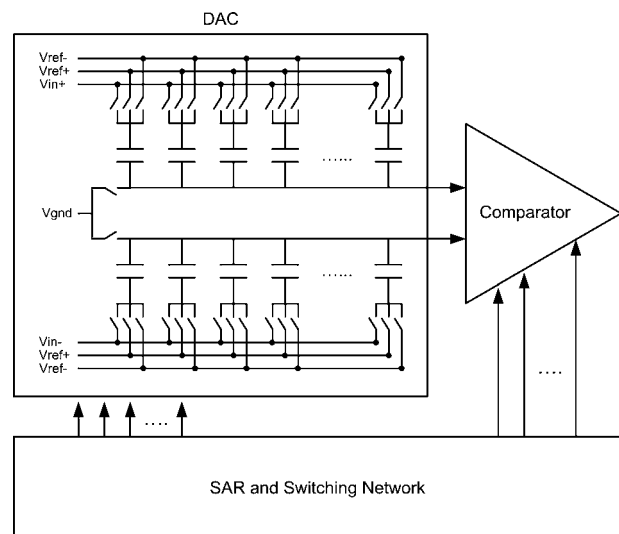 DAC
Vref-
Vref+
Vin+
......
Vgnd
Comparator
......
Vin-
Vref+
Vref-
....
....
SAR and Switching Network